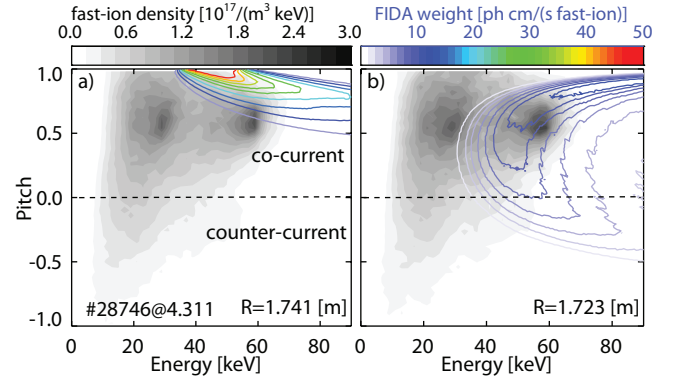 fast-ion density [10^17/(m^3 keV)]
0.0 0.6 1.2 1.8 2.4 3.0
FIDA weight [ph cm/(s fast-ion)]
0 10 20 30 40 50
a)
b)
1.0
0.5
0.0
-0.5
-1.0
Pitch
co-current
counter-current
#28746@4.311
R=1.741 [m]
R=1.723 [m]
0 20 40 60 80
Energy [keV]
0 20 40 60 80
Energy [keV]